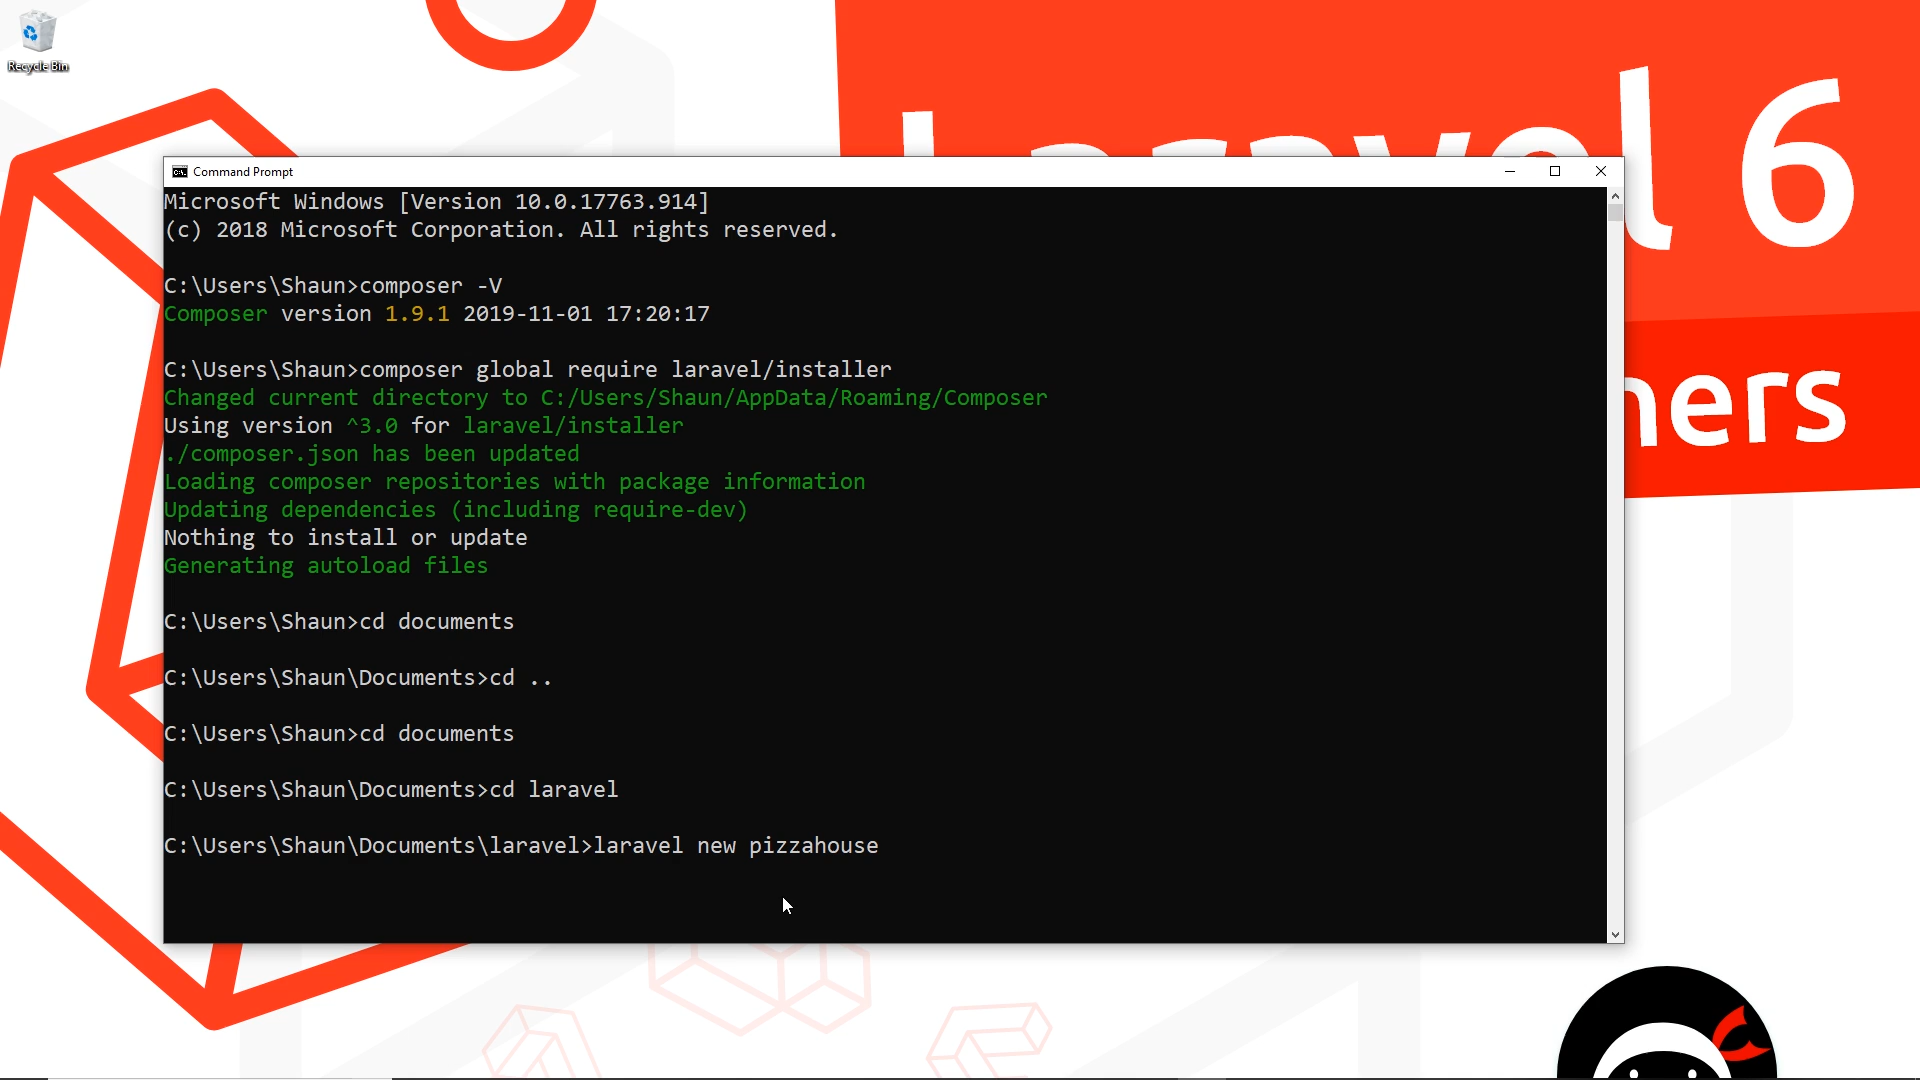 Recycle Bin
l 6
ners
Command Prompt
Microsoft Windows [Version 10.0.17763.914]
(c) 2018 Microsoft Corporation. All rights reserved.
C:\Users\Shaun>composer -V
Composer version 1.9.1 2019-11-01 17:20:17
C:\Users\Shaun>composer global require laravel/installer
Changed current directory to C:/Users/Shaun/AppData/Roaming/Composer
Using version ^3.0 for laravel/installer
./composer.json has been updated
Loading composer repositories with package information
Updating dependencies (including require-dev)
Nothing to install or update
Generating autoload files
C:\Users\Shaun>cd documents
C:\Users\Shaun\Documents>cd ..
C:\Users\Shaun>cd documents
C:\Users\Shaun\Documents>cd laravel
C:\Users\Shaun\Documents\laravel>laravel new pizzahouse